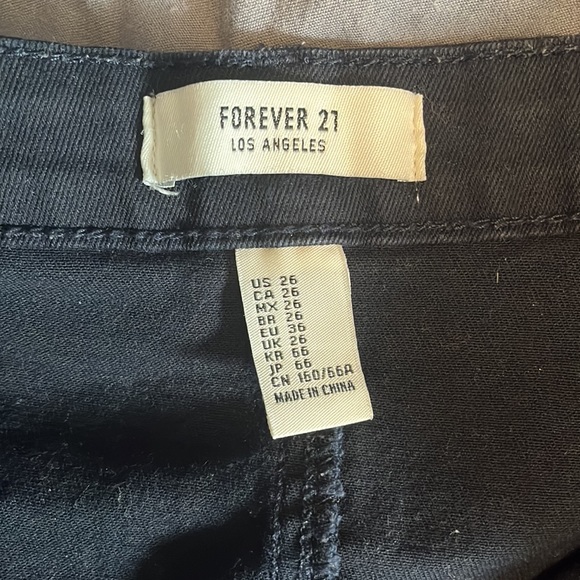 FOREVER 21
LOS ANGELES
US 26
CA 26
MX 26
BR 26
EU 36
UK 26
KR 66
JP 66
CN 160/66A
MADE IN CHINA